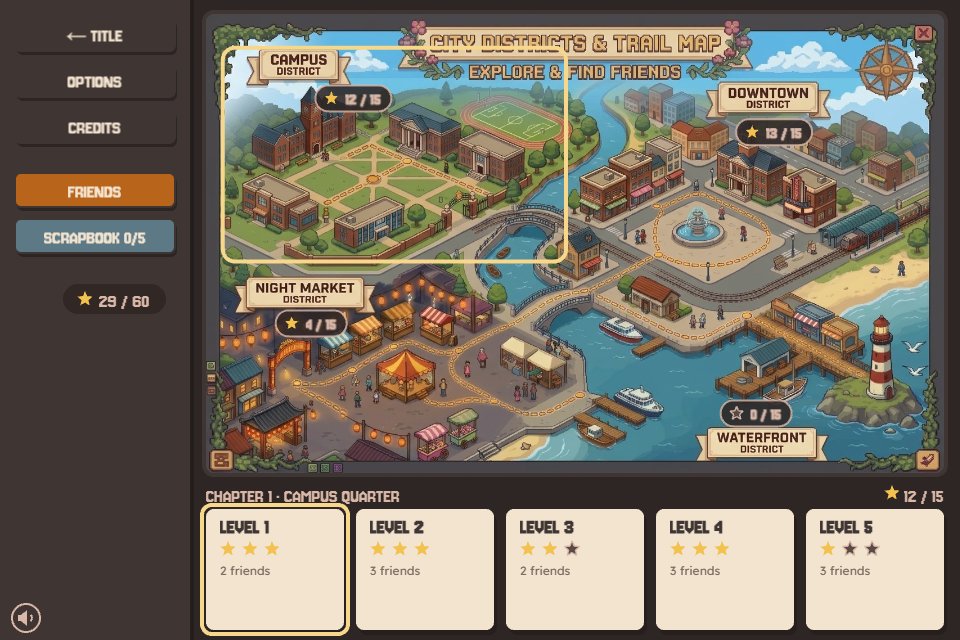 ← TITLE
OPTIONS
CREDITS
FRIENDS
SCRAPBOOK 0/5
29 / 60
CITY DISTRICTS & TRAIL MAP
EXPLORE & FIND FRIENDS
CAMPUS
DISTRICT
12 / 15
DOWNTOWN
DISTRICT
13 / 15
NIGHT MARKET
DISTRICT
4 / 15
0 / 15
WATERFRONT
DISTRICT
CHAPTER 1 · CAMPUS QUARTER
12 / 15
LEVEL 1
2 friends
LEVEL 2
3 friends
LEVEL 3
2 friends
LEVEL 4
3 friends
LEVEL 5
3 friends